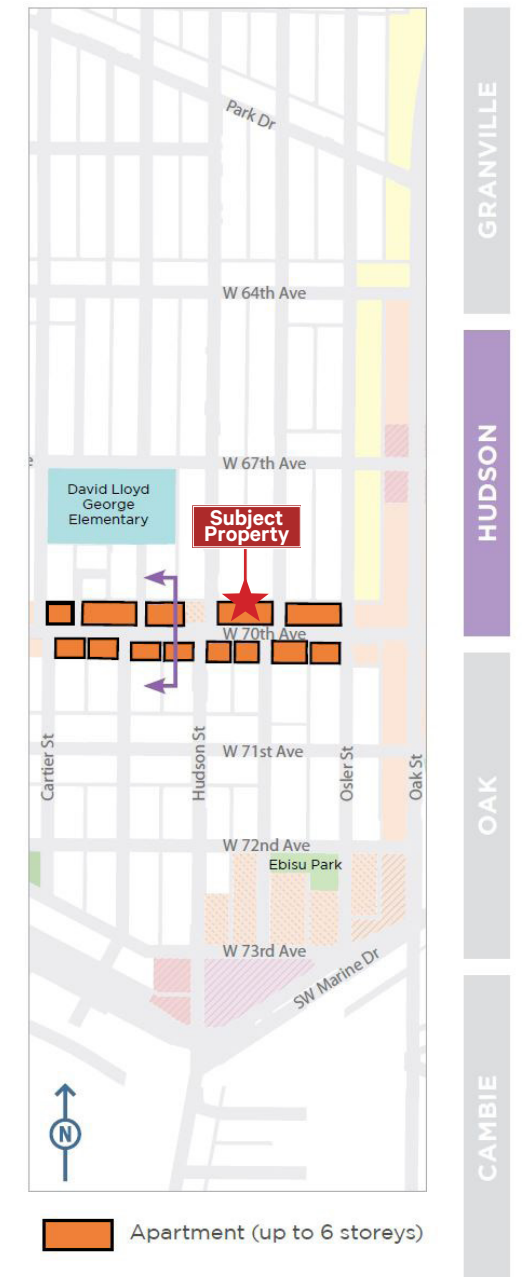 Park Dr
GRANVILLE
W 64th Ave
HUDSON
W 67th Ave
David Lloyd
George
Elementary
Subject
Property
W 70th Ave
Cartier St
Hudson St
W 71st Ave
Osler St
Oak St
OAK
W 72nd Ave
Ebisu Park
W 73rd Ave
SW Marine Dr
N
CAMBIE
Apartment (up to 6 storeys)